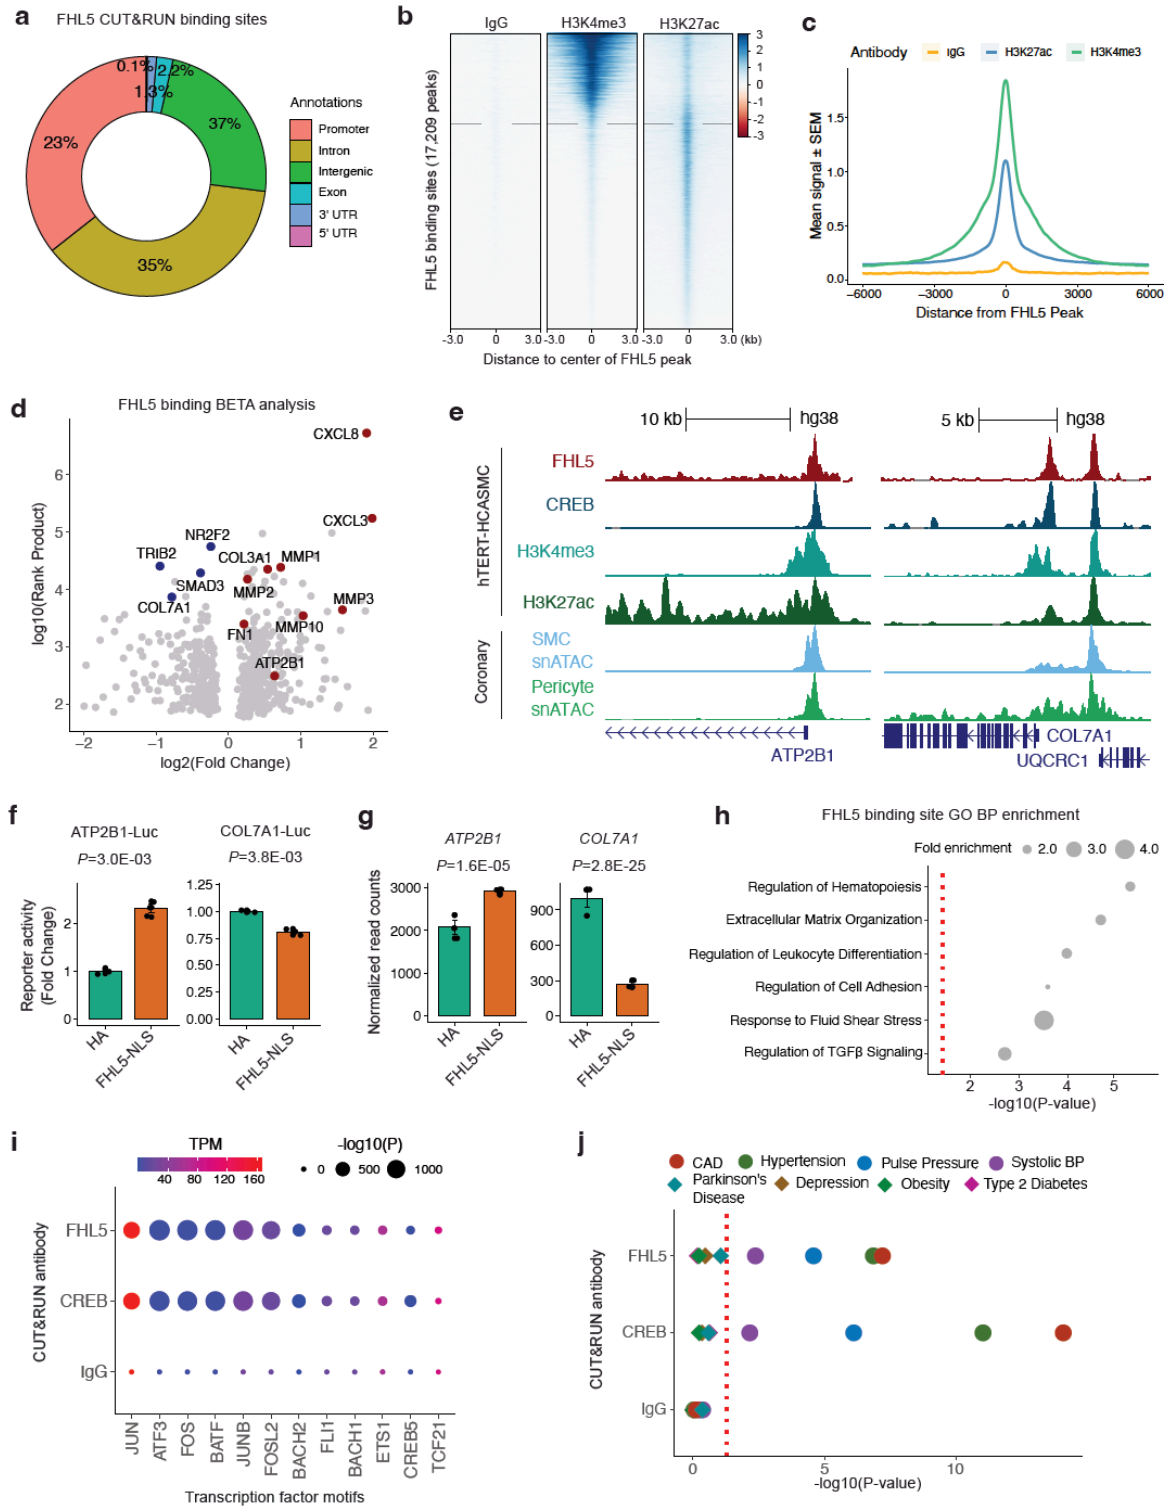 a
FHL5 CUT&RUN binding sites
0.1%
2.2%
1.3%
37%
23%
35%
Annotations
Promoter
Intron
Intergenic
Exon
3' UTR
5' UTR
b
IgG
H3K4me3
H3K27ac
FHL5 binding sites (17,209 peaks)
3
2
1
0
-1
-2
-3
-3.0 0 3.0 -3.0 0 3.0 -3.0 0 3.0 (kb)
Distance to center of FHL5 peak
c
Antibody IgG H3K27ac H3K4me3
Mean signal ± SEM
1.5
1.0
0.5
0.0
−6000 −3000 0 3000 6000
Distance from FHL5 Peak
d
FHL5 binding BETA analysis
log10(Rank Product)
6
5
4
3
2
CXCL8
CXCL3
NR2F2
TRIB2
COL3A1
MMP1
SMAD3
MMP2
COL7A1
MMP3
FN1
MMP10
ATP2B1
−2 −1 0 1 2
log2(Fold Change)
e
10 kb hg38
5 kb hg38
hTERT-HCASMC
FHL5
CREB
H3K4me3
H3K27ac
Coronary
SMC
snATAC
Pericyte
snATAC
ATP2B1
COL7A1
UQCRC1
f
ATP2B1-Luc
P=3.0E-03
COL7A1-Luc
P=3.8E-03
Reporter activity
(Fold Change)
2
1
0
1.25
1.00
0.75
0.50
0.25
0.00
HA
FHL5-NLS
HA
FHL5-NLS
g
ATP2B1
P=1.6E-05
COL7A1
P=2.8E-25
Normalized read counts
3000
2000
1000
0
900
600
300
0
HA
FHL5-NLS
HA
FHL5-NLS
h
FHL5 binding site GO BP enrichment
Fold enrichment 2.0 3.0 4.0
Regulation of Hematopoiesis
Extracellular Matrix Organization
Regulation of Leukocyte Differentiation
Regulation of Cell Adhesion
Response to Fluid Shear Stress
Regulation of TGFβ Signaling
2 3 4 5
-log10(P-value)
i
TPM
40 80 120 160
-log10(P)
0 500 1000
CUT&RUN antibody
FHL5
CREB
IgG
JUN
ATF3
FOS
BATF
JUNB
FOSL2
BACH2
FLI1
BACH1
ETS1
CREB5
TCF21
Transcription factor motifs
j
CAD Hypertension Pulse Pressure Systolic BP
Parkinson's
Disease
Depression Obesity Type 2 Diabetes
CUT&RUN antibody
FHL5
CREB
IgG
0 5 10
-log10(P-value)